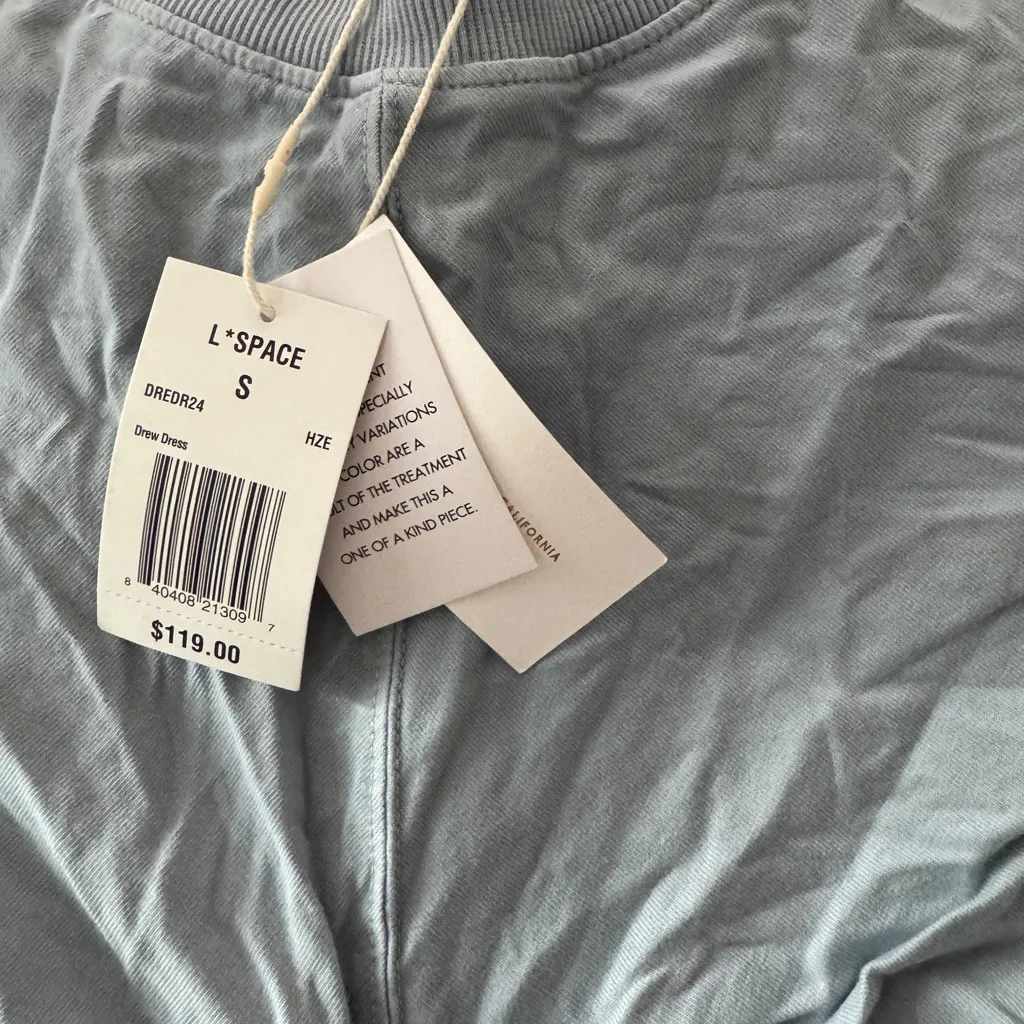 L*SPACE
S
DREDR24
Drew Dress
HZE
8 40408 21309 7
$119.00
VARIATIONS
COLOR ARE A
OF THE TREATMENT
AND MAKE THIS A
ONE OF A KIND PIECE.
CALIFORNIA